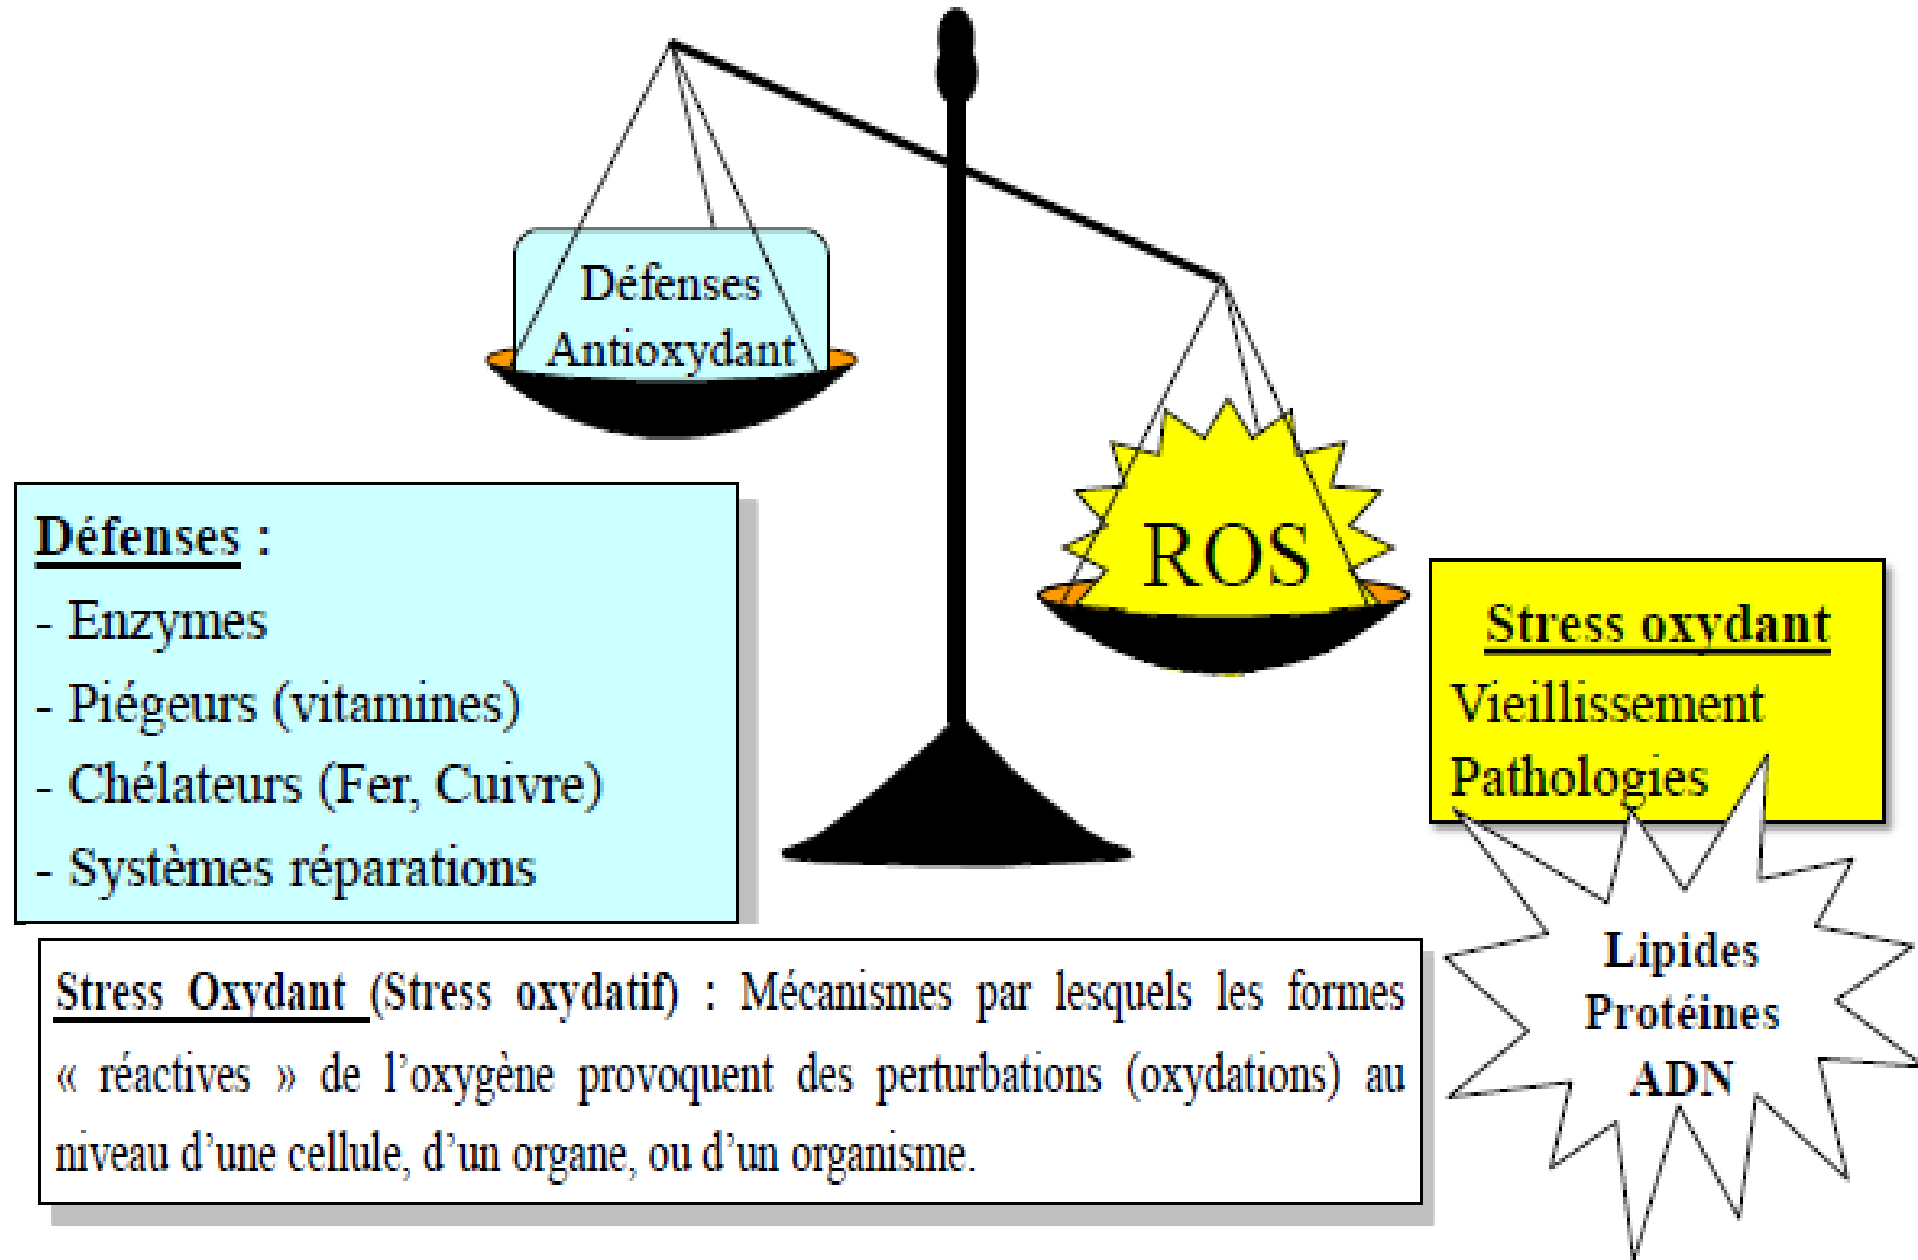 Défenses
Antioxydant
ROS
Défenses :
- Enzymes
- Piégeurs (vitamines)
- Chélateurs (Fer, Cuivre)
- Systèmes réparations
Stress oxydant
Vieillissement
Pathologies
Lipides
Protéines
ADN
Stress Oxydant (Stress oxydatif) : Mécanismes par lesquels les formes
« réactives » de l’oxygène provoquent des perturbations (oxydations) au
niveau d’une cellule, d’un organe, ou d’un organisme.